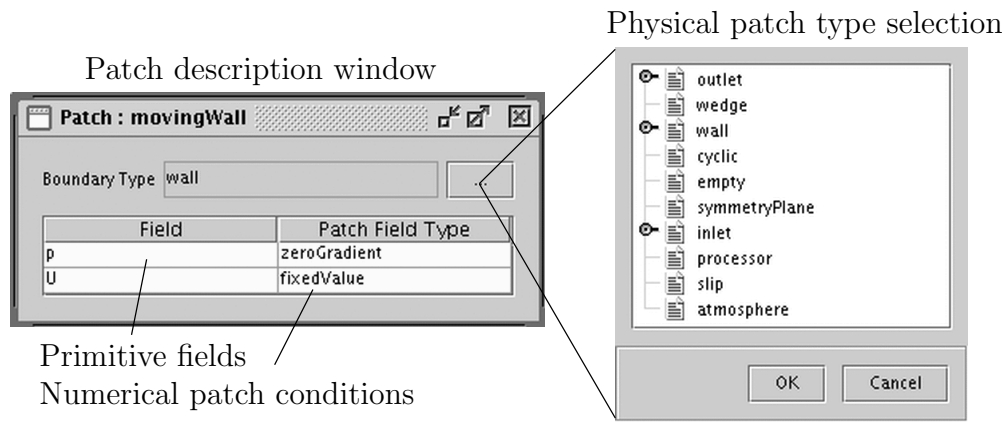 Physical patch type selection
Patch description window
Patch : movingWall
Boundary Type wall ...
Field Patch Field Type
p zeroGradient
U fixedValue
Primitive fields
Numerical patch conditions
outlet
wedge
wall
cyclic
empty
symmetryPlane
inlet
processor
slip
atmosphere
OK Cancel